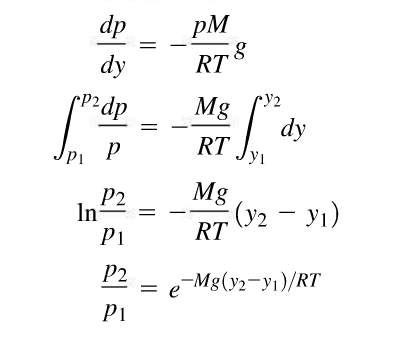 dp/dy = −(pM/RT)g
∫_{p₁}^{p₂} dp/p = −(Mg/RT) ∫_{y₁}^{y₂} dy
ln(p₂/p₁) = −(Mg/RT)(y₂ − y₁)
p₂/p₁ = e^{−Mg(y₂−y₁)/RT}